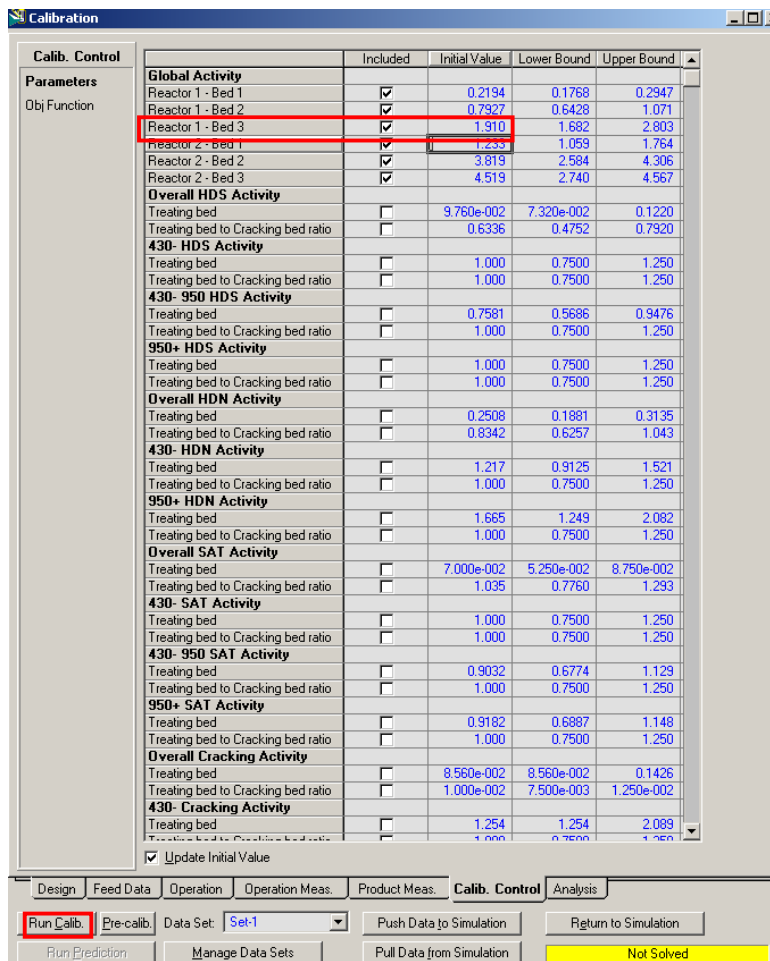 Calibration
Calib. Control
Parameters
Obj Function
Included Initial Value Lower Bound Upper Bound
Global Activity
Reactor 1 - Bed 1 0.2194 0.1768 0.2947
Reactor 1 - Bed 2 0.7927 0.6428 1.071
Reactor 1 - Bed 3 1.910 1.682 2.803
Reactor 2 - Bed 1 1.233 1.059 1.764
Reactor 2 - Bed 2 3.819 2.584 4.306
Reactor 2 - Bed 3 4.519 2.740 4.567
Overall HDS Activity
Treating bed 9.760e-002 7.320e-002 0.1220
Treating bed to Cracking bed ratio 0.6336 0.4752 0.7920
430- HDS Activity
Treating bed 1.000 0.7500 1.250
Treating bed to Cracking bed ratio 1.000 0.7500 1.250
430- 950 HDS Activity
Treating bed 0.7581 0.5686 0.9476
Treating bed to Cracking bed ratio 1.000 0.7500 1.250
950+ HDS Activity
Treating bed 1.000 0.7500 1.250
Treating bed to Cracking bed ratio 1.000 0.7500 1.250
Overall HDN Activity
Treating bed 0.2508 0.1881 0.3135
Treating bed to Cracking bed ratio 0.8342 0.6257 1.043
430- HDN Activity
Treating bed 1.217 0.9125 1.521
Treating bed to Cracking bed ratio 1.000 0.7500 1.250
950+ HDN Activity
Treating bed 1.665 1.249 2.082
Treating bed to Cracking bed ratio 1.000 0.7500 1.250
Overall SAT Activity
Treating bed 7.000e-002 5.250e-002 8.750e-002
Treating bed to Cracking bed ratio 1.035 0.7760 1.293
430- SAT Activity
Treating bed 1.000 0.7500 1.250
Treating bed to Cracking bed ratio 1.000 0.7500 1.250
430- 950 SAT Activity
Treating bed 0.9032 0.6774 1.129
Treating bed to Cracking bed ratio 1.000 0.7500 1.250
950+ SAT Activity
Treating bed 0.9182 0.6887 1.148
Treating bed to Cracking bed ratio 1.000 0.7500 1.250
Overall Cracking Activity
Treating bed 8.560e-002 8.560e-002 0.1426
Treating bed to Cracking bed ratio 1.000e-002 7.500e-003 1.250e-002
430- Cracking Activity
Treating bed 1.254 1.254 2.089
Treating bed to Cracking bed ratio 1.000 0.7500 1.250
Update Initial Value
Design Feed Data Operation Operation Meas. Product Meas. Calib. Control Analysis
Run Calib. Pre-calib. Data Set: Set-1 Push Data to Simulation Return to Simulation
Run Prediction Manage Data Sets Pull Data from Simulation Not Solved